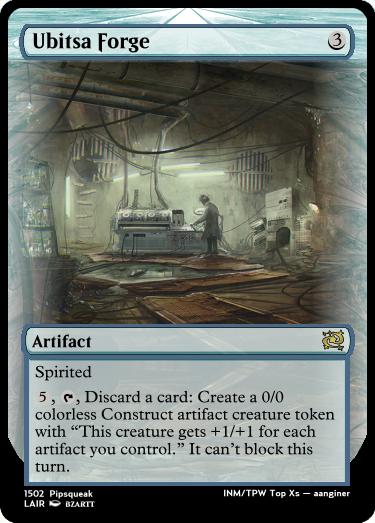 Ubitsa Forge 3
Artifact
Spirited
5 , , Discard a card: Create a 0/0
colorless Construct artifact creature token
with “This creature gets +1/+1 for each
artifact you control.” It can’t block this
turn.
1502 Pipsqueak
LAIR BZARTT
INM/TPW Top Xs — aanginer